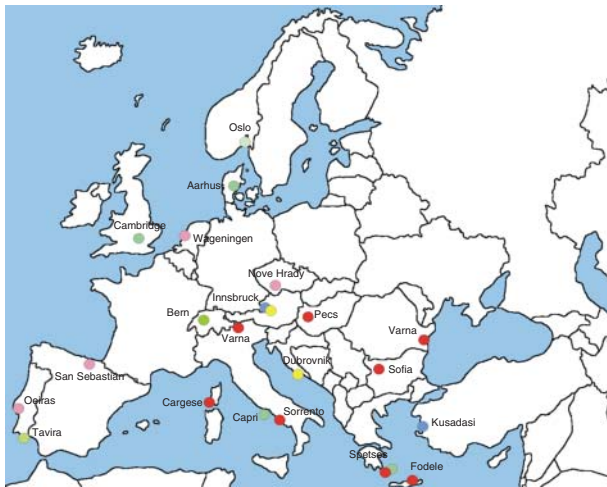 Oslo
Aarhus
Cambridge
Wageningen
Nove Hrady
Innsbruck
Bern
Pecs
Varna
Varna
Dubrovnik
Sofia
San Sebastian
Oeiras
Cargese
Capri
Sorrento
Kusadasi
Tavira
Spetses
Fodele